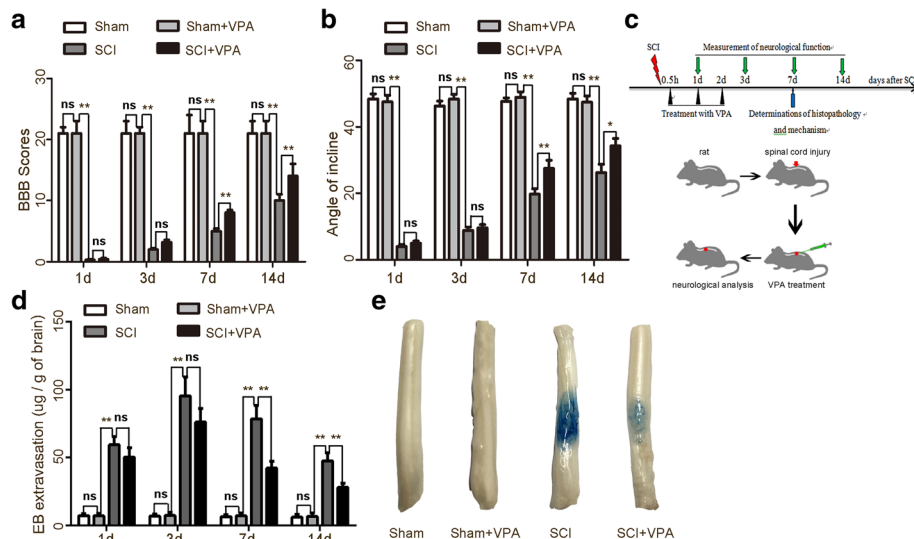 a
Sham
Sham+VPA
SCI
SCI+VPA
BBB Scores
30
20
10
0
ns
**
ns
ns
**
ns
ns
**
**
ns
**
**
1d
3d
7d
14d
b
Sham
Sham+VPA
SCI
SCI+VPA
Angle of incline
60
40
20
0
ns
**
ns
ns
**
ns
ns
**
**
ns
**
*
1d
3d
7d
14d
c
SCI
Measurement of neurological function
0.5h
1d
2d
3d
7d
14d
days after SC
Treatment with VPA
Determinations of histopathology
and mechanism
rat
spinal cord injury
neurological analysis
VPA treatment
d
Sham
Sham+VPA
SCI
SCI+VPA
EB extravasation (ug / g of brain)
150
100
50
0
ns
**
ns
ns
**
ns
ns
**
**
ns
**
**
1d
3d
7d
14d
e
Sham
Sham+VPA
SCI
SCI+VPA